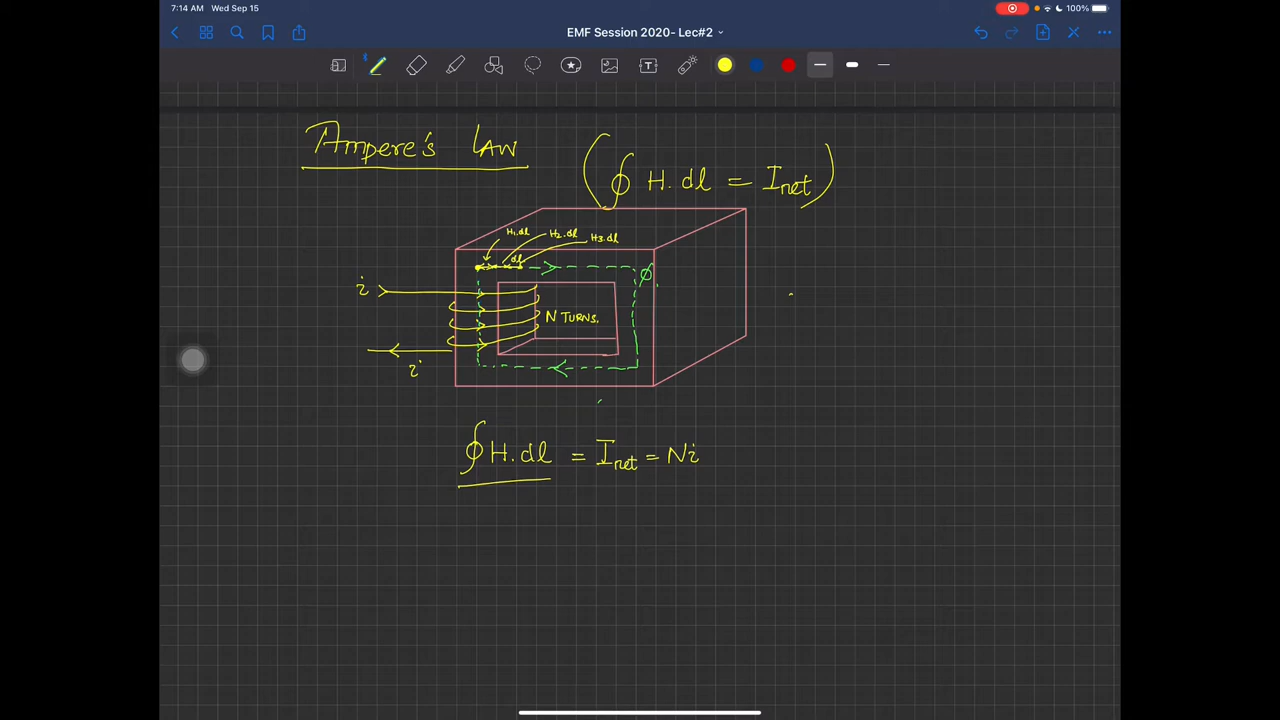 7:14 AM Wed Sep 15
100%
EMF Session 2020- Lec#2
Ampere's LAW
(∮ H.dl = Inet)
H1.dl H2.dl H3.dl
dl
ϕ
i
N TURNS.
i
∮ H.dl = Inet = Ni